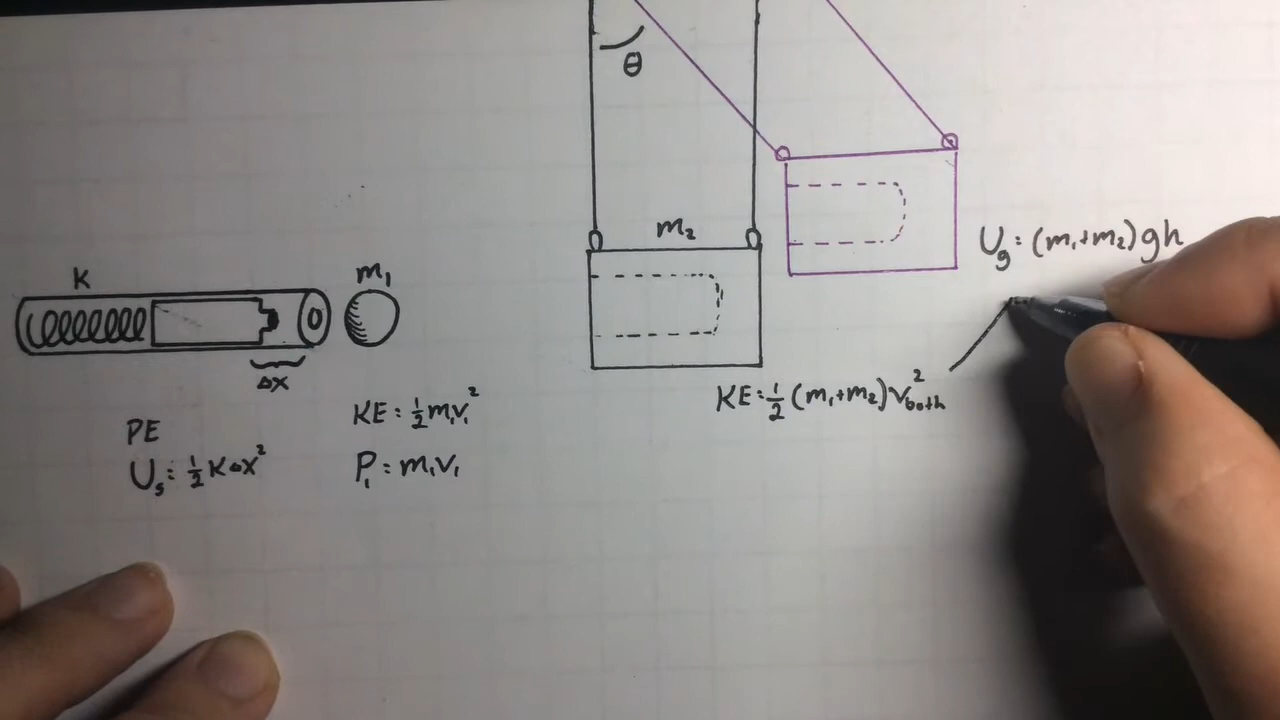 θ
m₂
K
m₁
Δx
U_g = (m₁+m₂)gh
KE = ½(m₁+m₂)v²_both
PE
U_s = ½KΔx²
KE = ½m₁v₁²
P₁ = m₁v₁